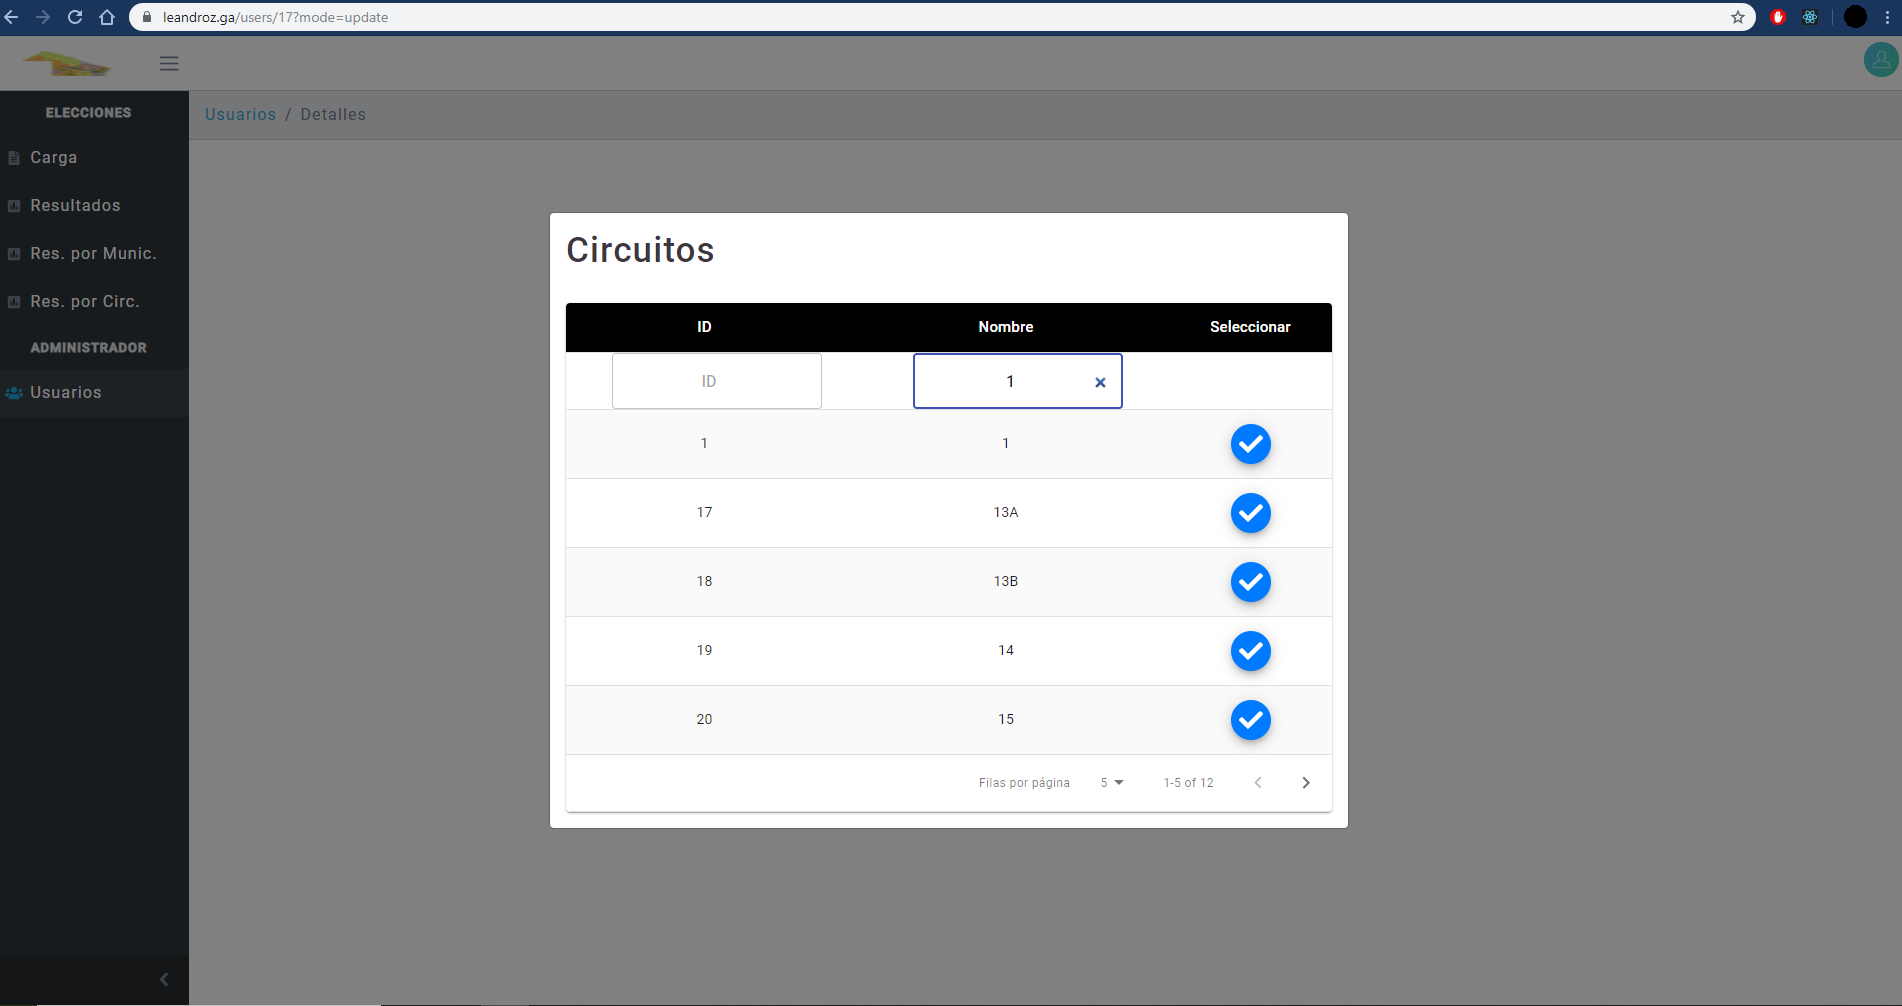 leandroz.ga/users/17?mode=update
ELECCIONES
Usuarios / Detalles
Carga
Resultados
Res. por Munic.
Res. por Circ.
ADMINISTRADOR
Usuarios
Circuitos
ID Nombre Seleccionar
ID 1
1 1
17 13A
18 13B
19 14
20 15
Filas por página 5 1-5 of 12